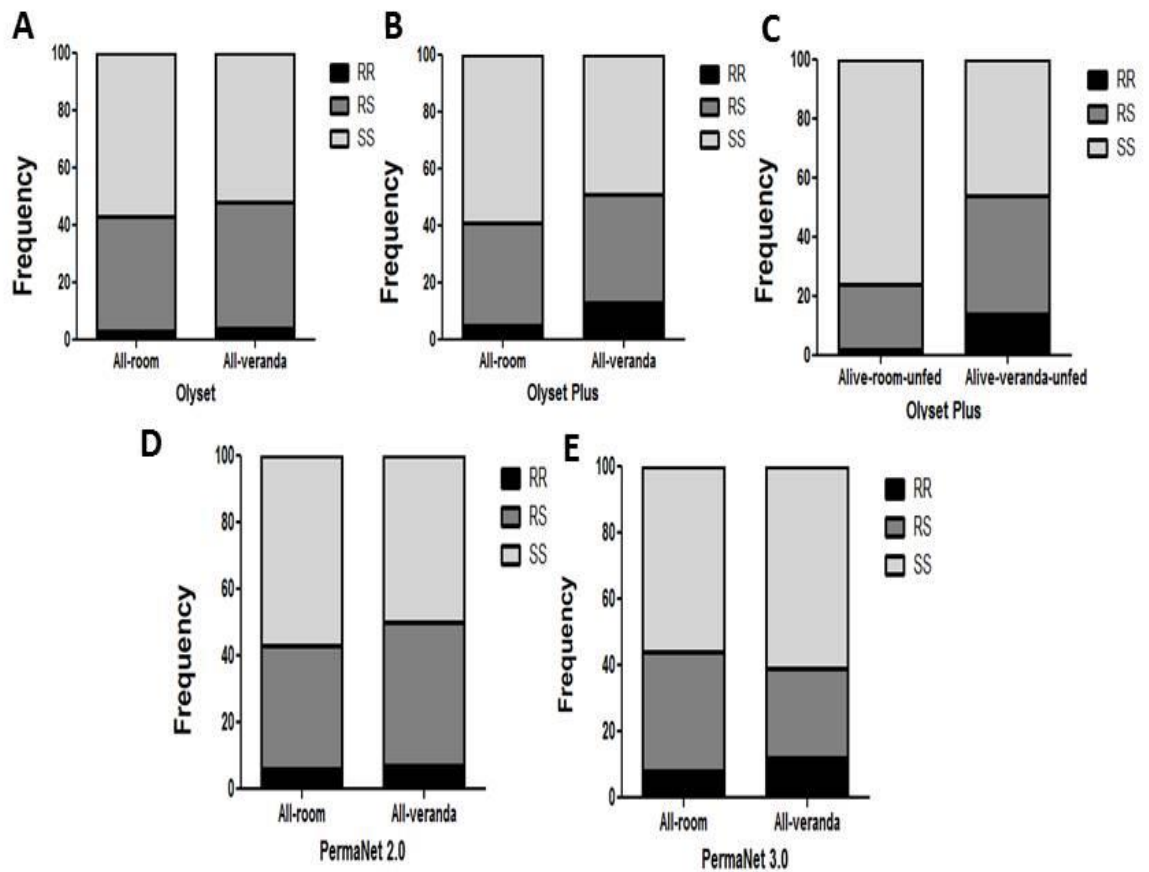 A
100
80
60
40
20
0
Frequency
All-room
All-veranda
Olyset
RR
RS
SS
B
100
80
60
40
20
0
Frequency
All-room
All-veranda
Olyset Plus
RR
RS
SS
C
100
80
60
40
20
0
Frequency
Alive-room-unfed
Alive-veranda-unfed
Olyset Plus
RR
RS
SS
D
100
80
60
40
20
0
Frequency
All-room
All-veranda
PermaNet 2.0
RR
RS
SS
E
100
80
60
40
20
0
Frequency
All-room
All-veranda
PermaNet 3.0
RR
RS
SS